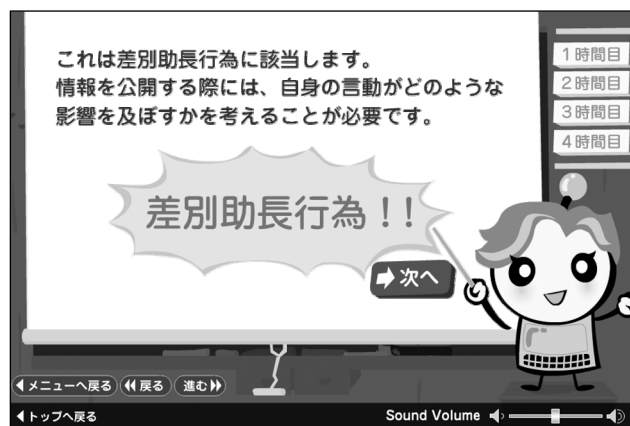 これは差別助長行為に該当します。
情報を公開する際には、自身の言動がどのような
影響を及ぼすかを考えることが必要です。
差別助長行為！！
次へ
1時間目
2時間目
3時間目
4時間目
メニューへ戻る 戻る 進む
トップへ戻る
Sound Volume